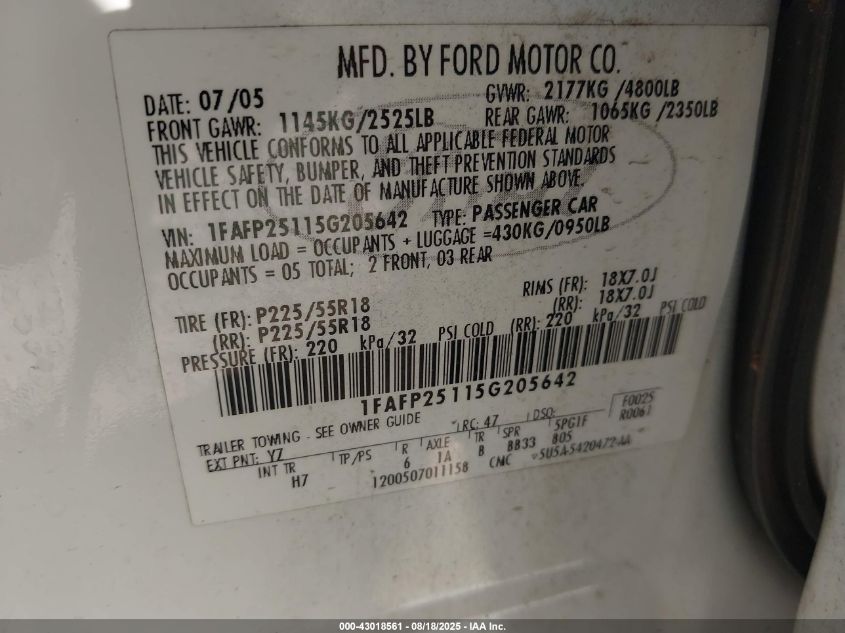 MFD. BY FORD MOTOR CO.
DATE: 07/05 GVWR: 2177KG/4800LB
FRONT GAWR: 1145KG/2525LB REAR GAWR: 1065KG/2350LB
THIS VEHICLE CONFORMS TO ALL APPLICABLE FEDERAL MOTOR
VEHICLE SAFETY, BUMPER, AND THEFT PREVENTION STANDARDS
IN EFFECT ON THE DATE OF MANUFACTURE SHOWN ABOVE.
VIN: 1FAFP25115G205642 TYPE: PASSENGER CAR
MAXIMUM LOAD = OCCUPANTS + LUGGAGE =430KG/0950LB
OCCUPANTS = 05 TOTAL; 2 FRONT, 03 REAR
TIRE (FR): P225/55R18 RIMS (FR): 18X7.0J
(RR): P225/55R18 (RR): 18X7.0J
PRESSURE (FR): 220 kPa/32 PSI COLD (RR): 220 kPa/32 PSI COLD
1FAFP25115G205642
TRAILER TOWING - SEE OWNER GUIDE LRC: 47 DSO: F0025
EXT PNT: YZ R0061
INT TR TP/PS R AXLE TR SPR 5PG1F
H7 6 1A B BB33 805
1200507011158 CMC 5U5A-5420472-AA
000-43018561 - 08/18/2025 - IAA Inc.